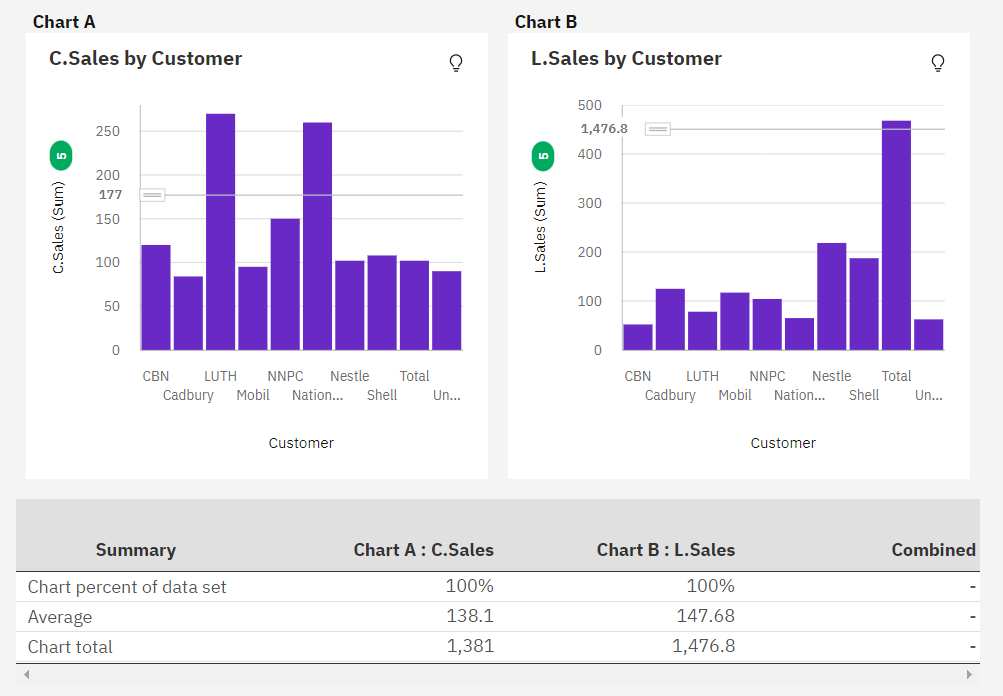 Chart A
C.Sales by Customer
5
C.Sales (Sum)
250
200
177
150
100
50
0
CBN LUTH NNPC Nestle Total
Cadbury Mobil Nation... Shell Un...
Customer
Chart B
L.Sales by Customer
5
L.Sales (Sum)
500
1,476.8
400
300
200
100
0
CBN LUTH NNPC Nestle Total
Cadbury Mobil Nation... Shell Un...
Customer
Summary Chart A : C.Sales Chart B : L.Sales Combined
Chart percent of data set 100% 100% -
Average 138.1 147.68 -
Chart total 1,381 1,476.8 -